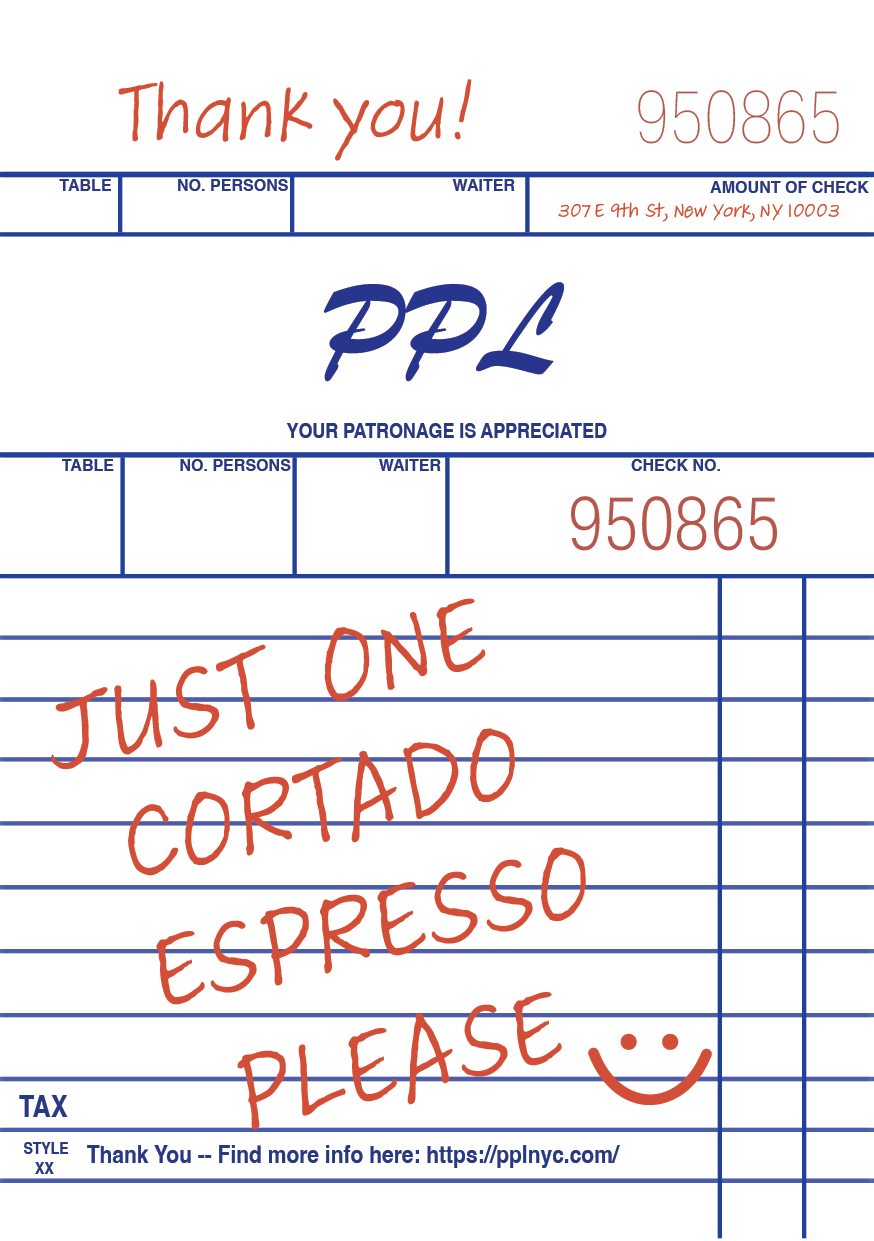 Thank you! 950865
TABLE NO. PERSONS WAITER AMOUNT OF CHECK
307 E 9th St, New York, NY 10003
PPL
YOUR PATRONAGE IS APPRECIATED
TABLE NO. PERSONS WAITER CHECK NO.
950865
JUST ONE
CORTADO
ESPRESSO
PLEASE
TAX
STYLE XX Thank You -- Find more info here: https://pplnyc.com/